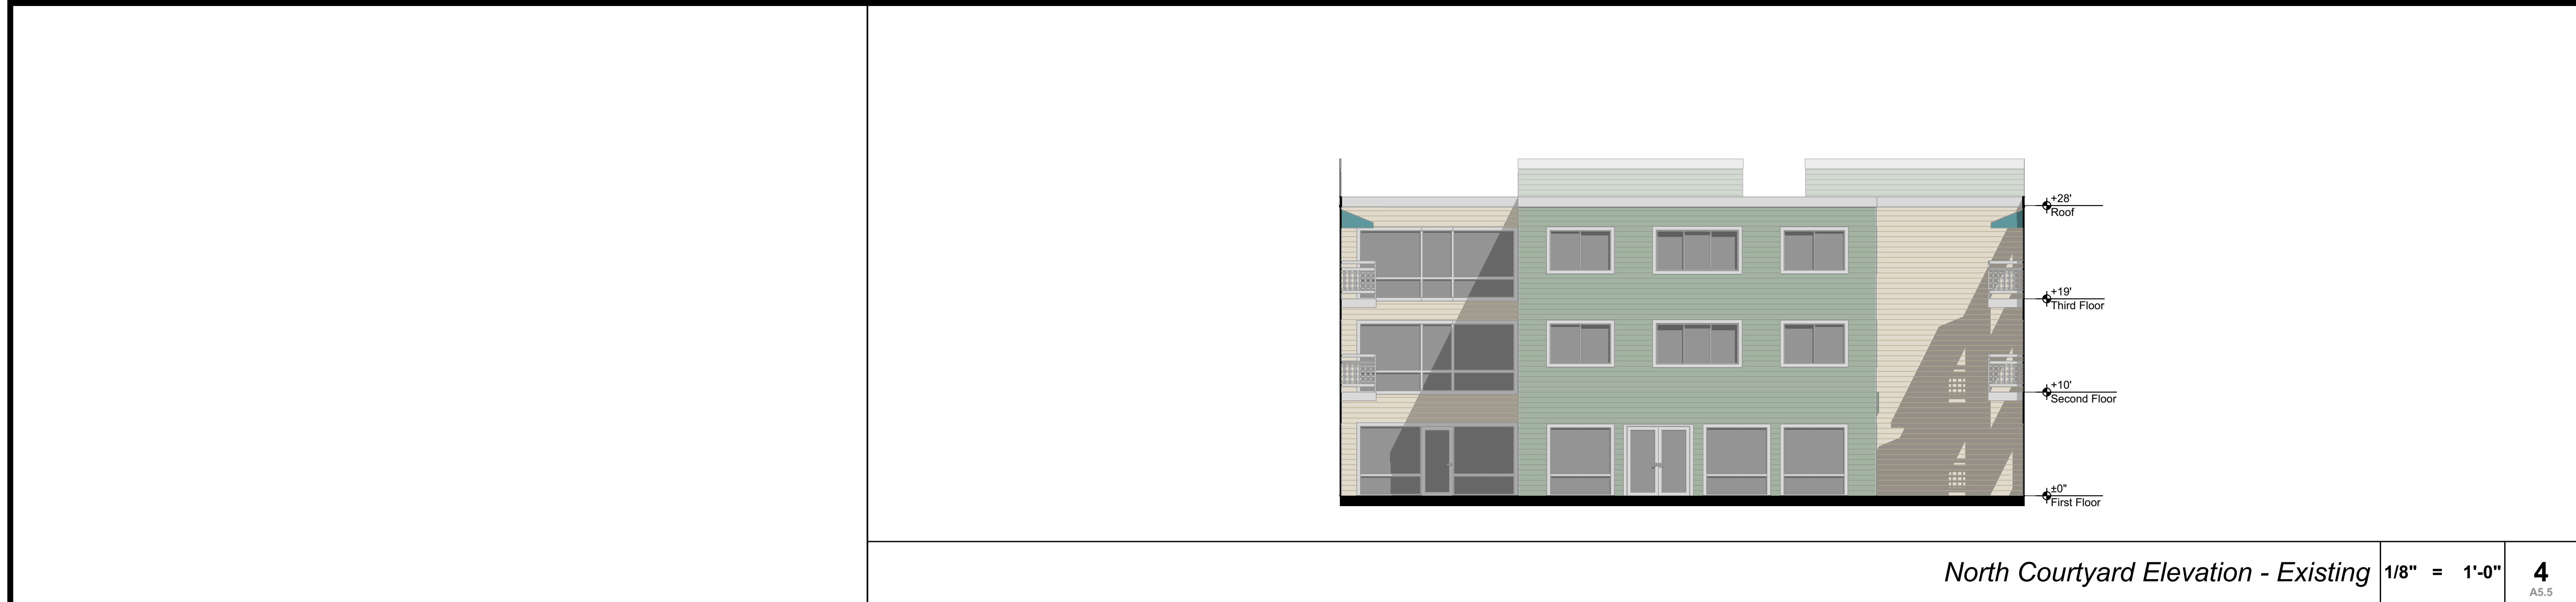 +28'
Roof
+19'
Third Floor
+10'
Second Floor
±0"
First Floor
North Courtyard Elevation - Existing
1/8" = 1'-0"
4
A5.5